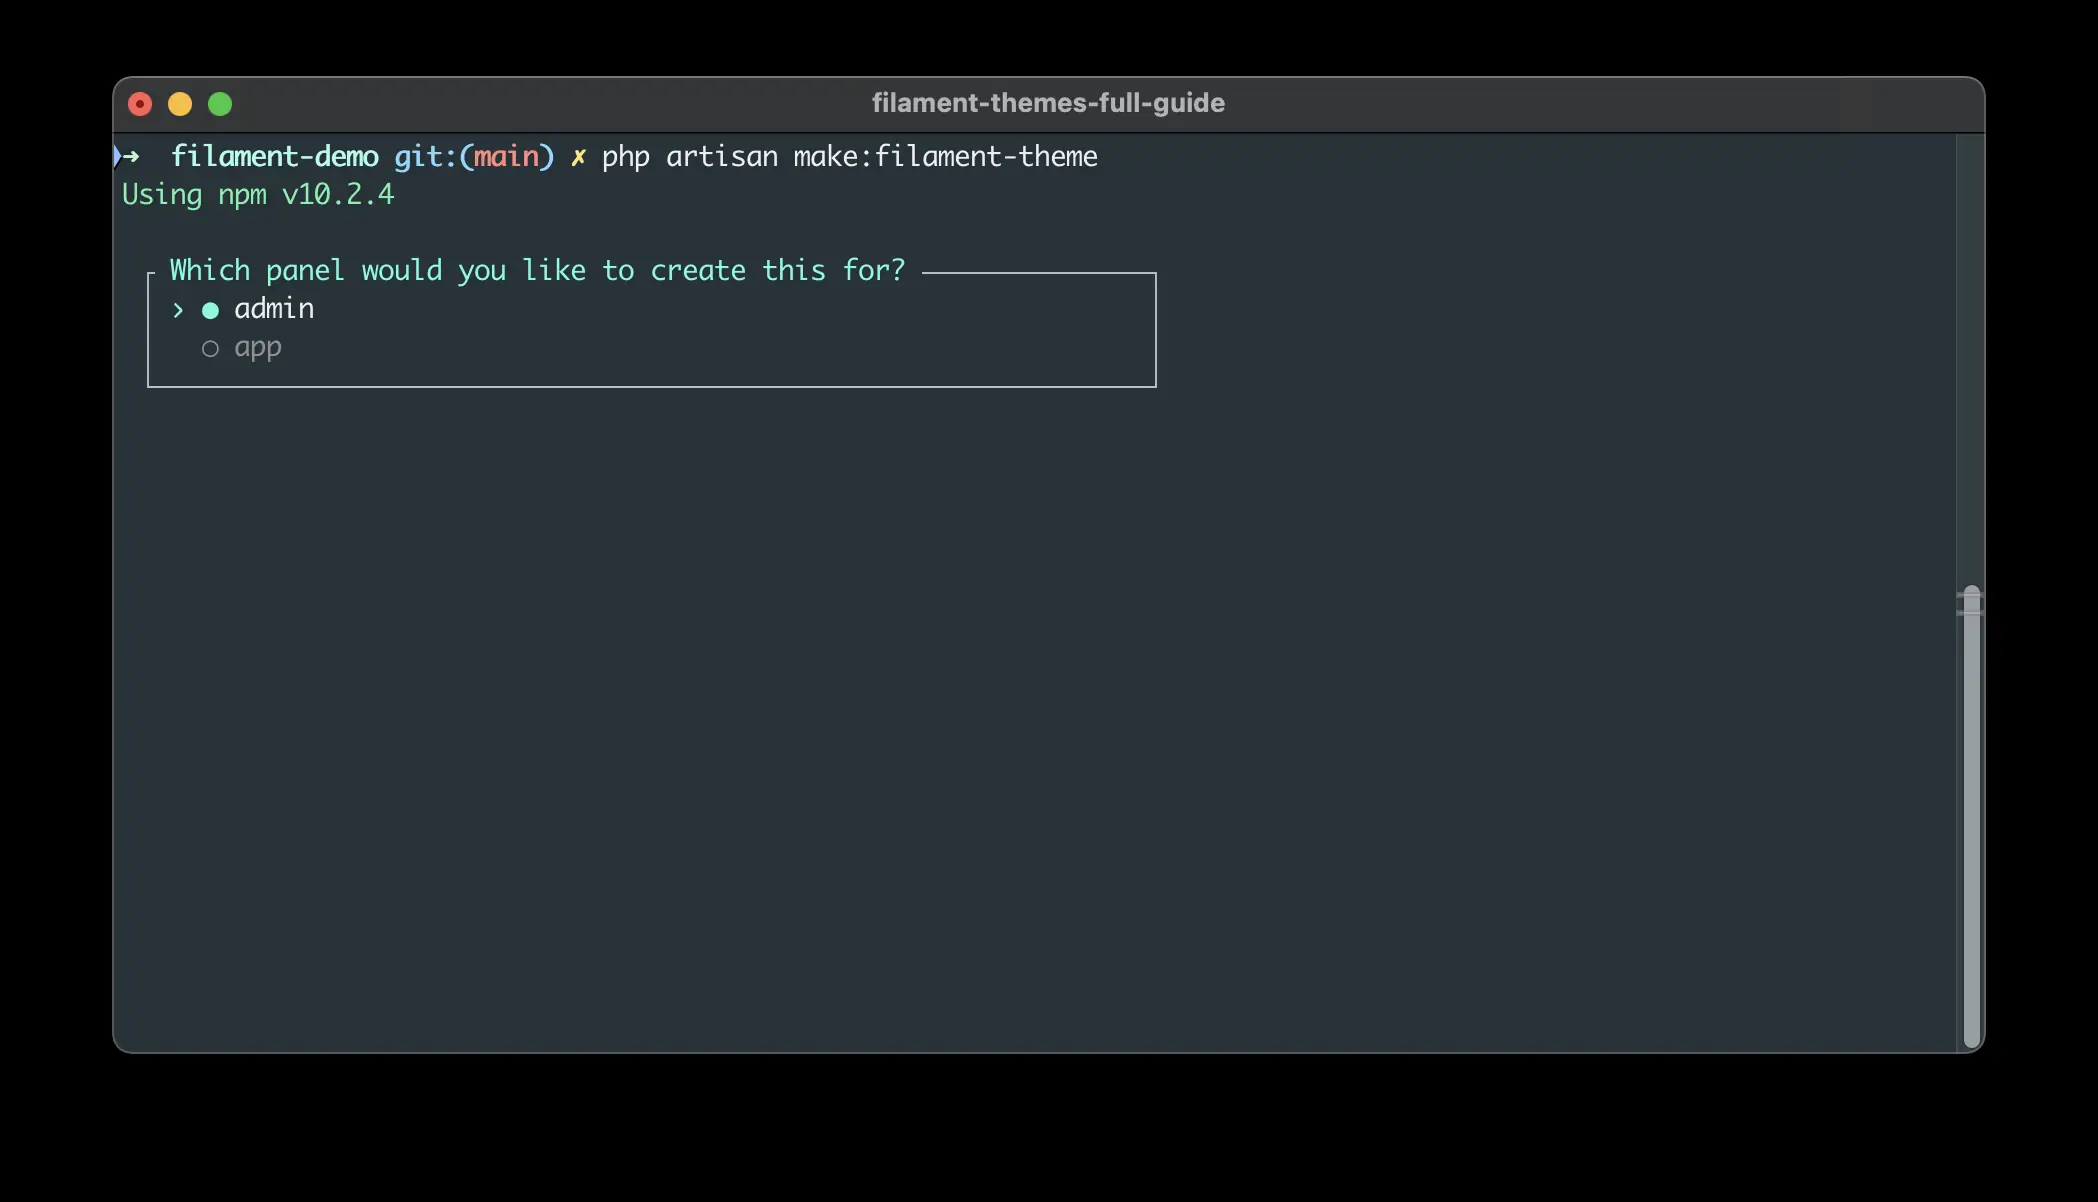 filament-themes-full-guide
➜ filament-demo git:(main) ✗ php artisan make:filament-theme
Using npm v10.2.4
Which panel would you like to create this for?
› ● admin
○ app